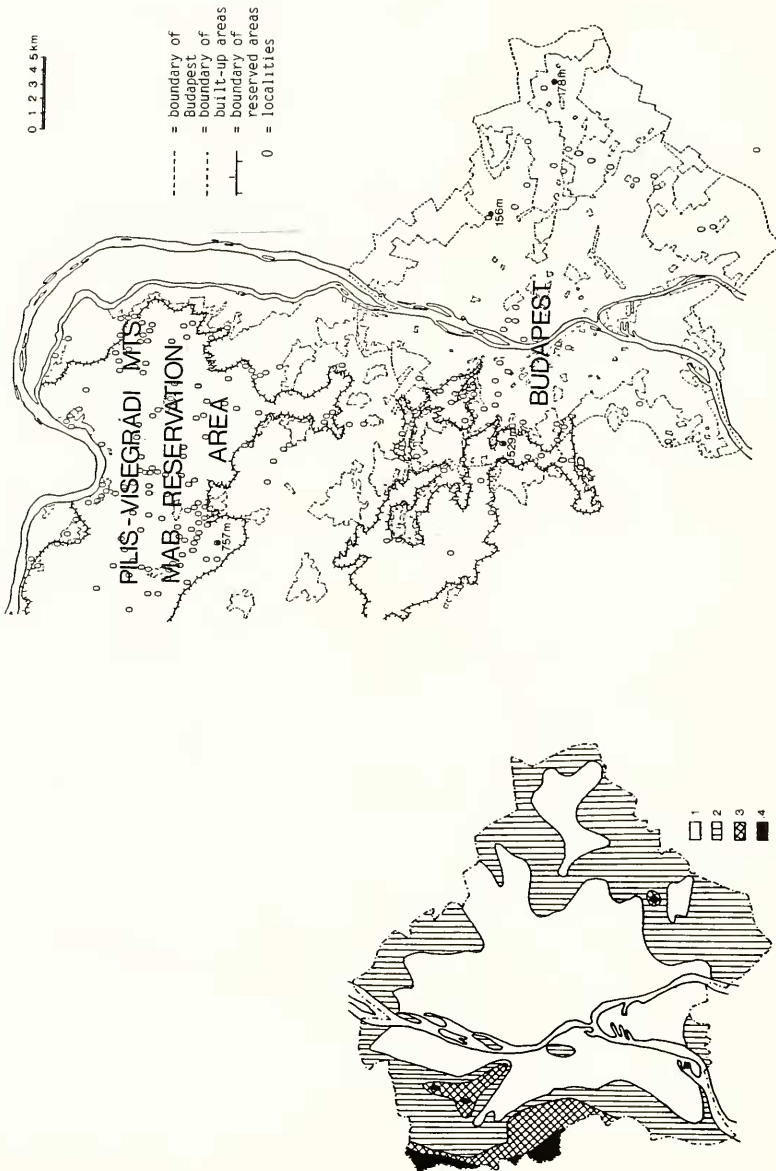 0 1 2 3 4 5 km
= boundary of
Budapest
= boundary of
built-up areas
= boundary of
reserved areas
0 = localities
PILIS-VISEGRÁDI MTS.
MAB RESERVATION
AREA
757m
156m
178m
BUDAPEST
529m
1
2
3
4